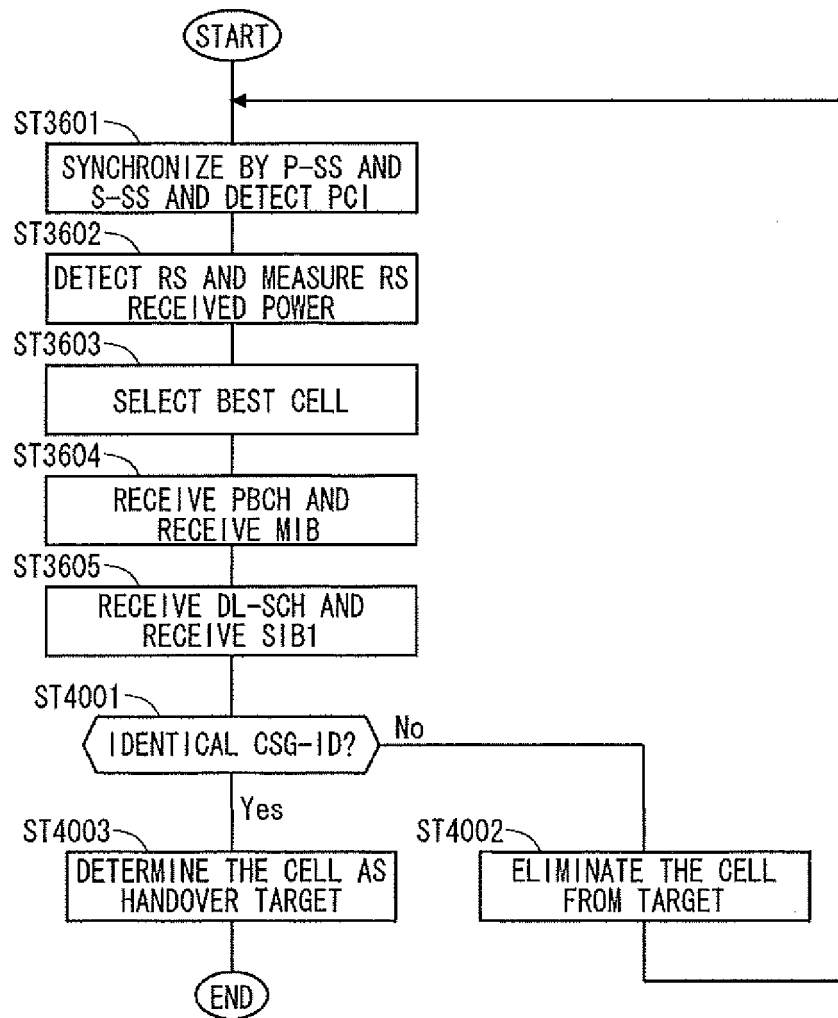 START
ST3601
SYNCHRONIZE BY P-SS AND
S-SS AND DETECT PCI
ST3602
DETECT RS AND MEASURE RS
RECEIVED POWER
ST3603
SELECT BEST CELL
ST3604
RECEIVE PBCH AND
RECEIVE MIB
ST3605
RECEIVE DL-SCH AND
RECEIVE SIB1
ST4001
IDENTICAL CSG-ID?
No
Yes
ST4003
DETERMINE THE CELL AS
HANDOVER TARGET
ST4002
ELIMINATE THE CELL
FROM TARGET
END